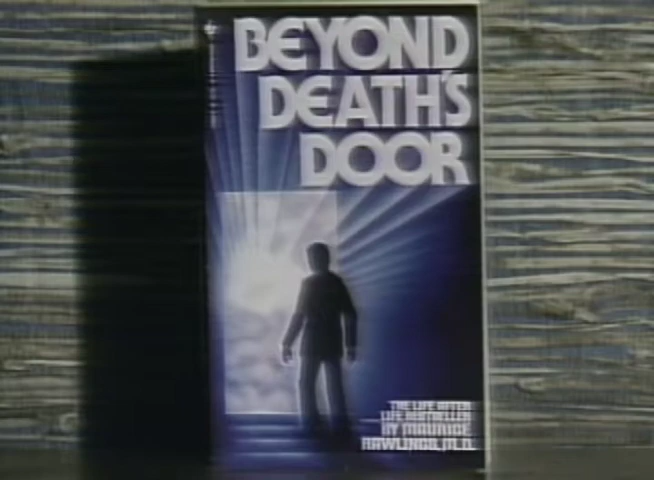 BEYOND
DEATH'S
DOOR
THE LIFE AFTER
LIFE BESTSELLER
BY MAURICE
RAWLINGS, M.D.